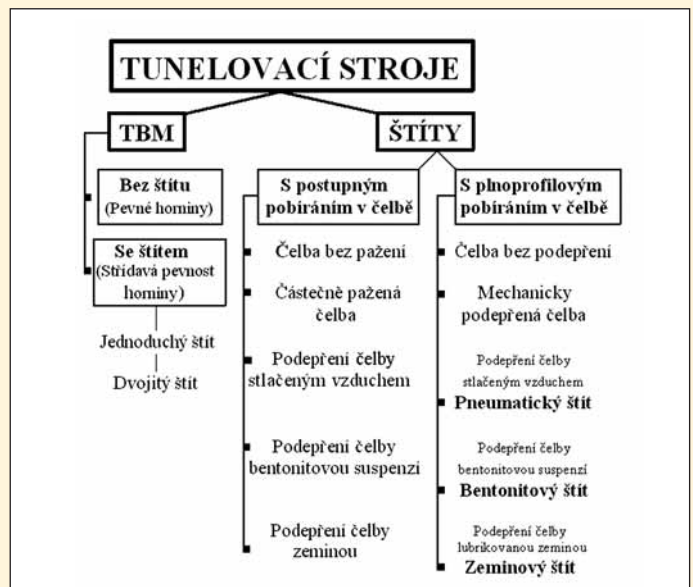 TUNELOVACÍ STROJE
TBM
ŠTÍTY
Bez štítu
(Pevné horniny)
Se štítem
(Střídavá pevnost
horniny)
Jednoduchý štít
Dvojitý štít
S postupným
pobíráním v čelbě
Čelba bez pažení
Částečně pažená
čelba
Podepření čelby
stlačeným vzduchem
Podepření čelby
bentonitovou suspenzi
Podepření čelby
zeminou
S plnoprofilovým
pobíráním v čelbě
Čelba bez podepření
Mechanicky
podepřená čelba
Podepření čelby
stlačeným vzduchem
Pneumatický štít
Podepření čelby
bentonitovou suspenzí
Bentonitový štít
Podepření čelby
lubrikovanou zeminou
Zeminový štít